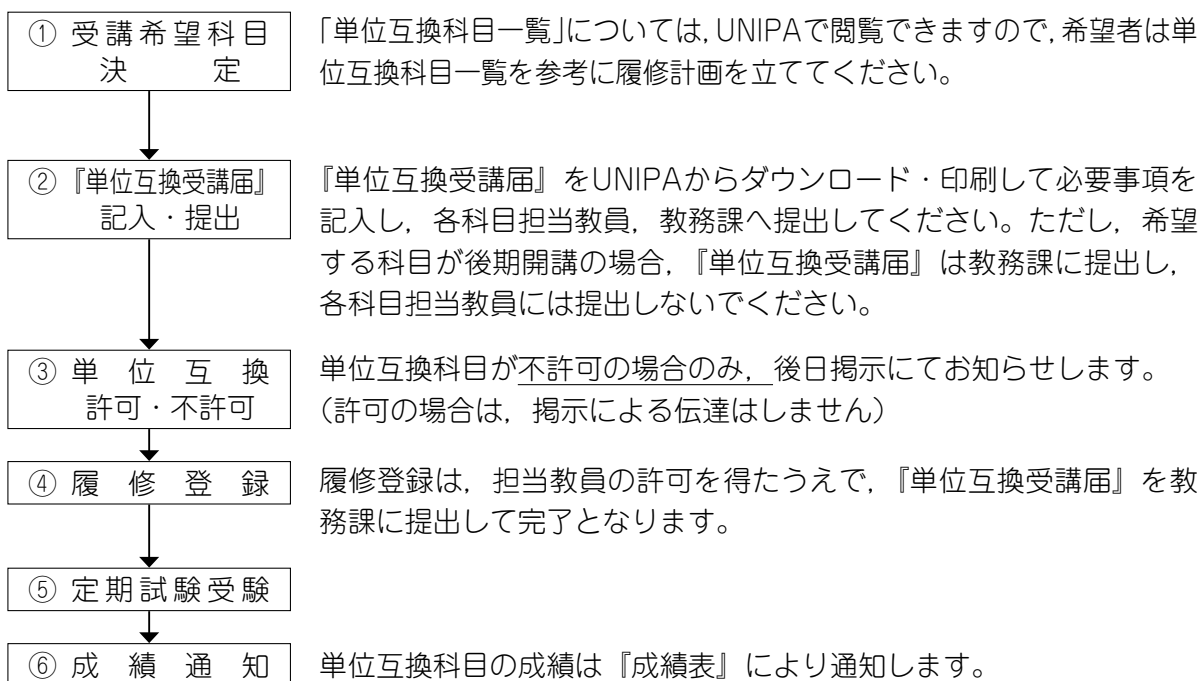 ① 受講希望科目
決定
「単位互換科目一覧」については，UNIPAで閲覧できますので，希望者は単
位互換科目一覧を参考に履修計画を立ててください。
② 『単位互換受講届』
記入・提出
『単位互換受講届』をUNIPAからダウンロード・印刷して必要事項を
記入し，各科目担当教員，教務課へ提出してください。ただし，希望
する科目が後期開講の場合，『単位互換受講届』は教務課に提出し，
各科目担当教員には提出しないでください。
③ 単位互換
許可・不許可
単位互換科目が不許可の場合のみ，後日掲示にてお知らせします。
（許可の場合は，掲示による伝達はしません）
④ 履修登録
履修登録は，担当教員の許可を得たうえで，『単位互換受講届』を教
務課に提出して完了となります。
⑤ 定期試験受験
⑥ 成績通知
単位互換科目の成績は『成績表』により通知します。